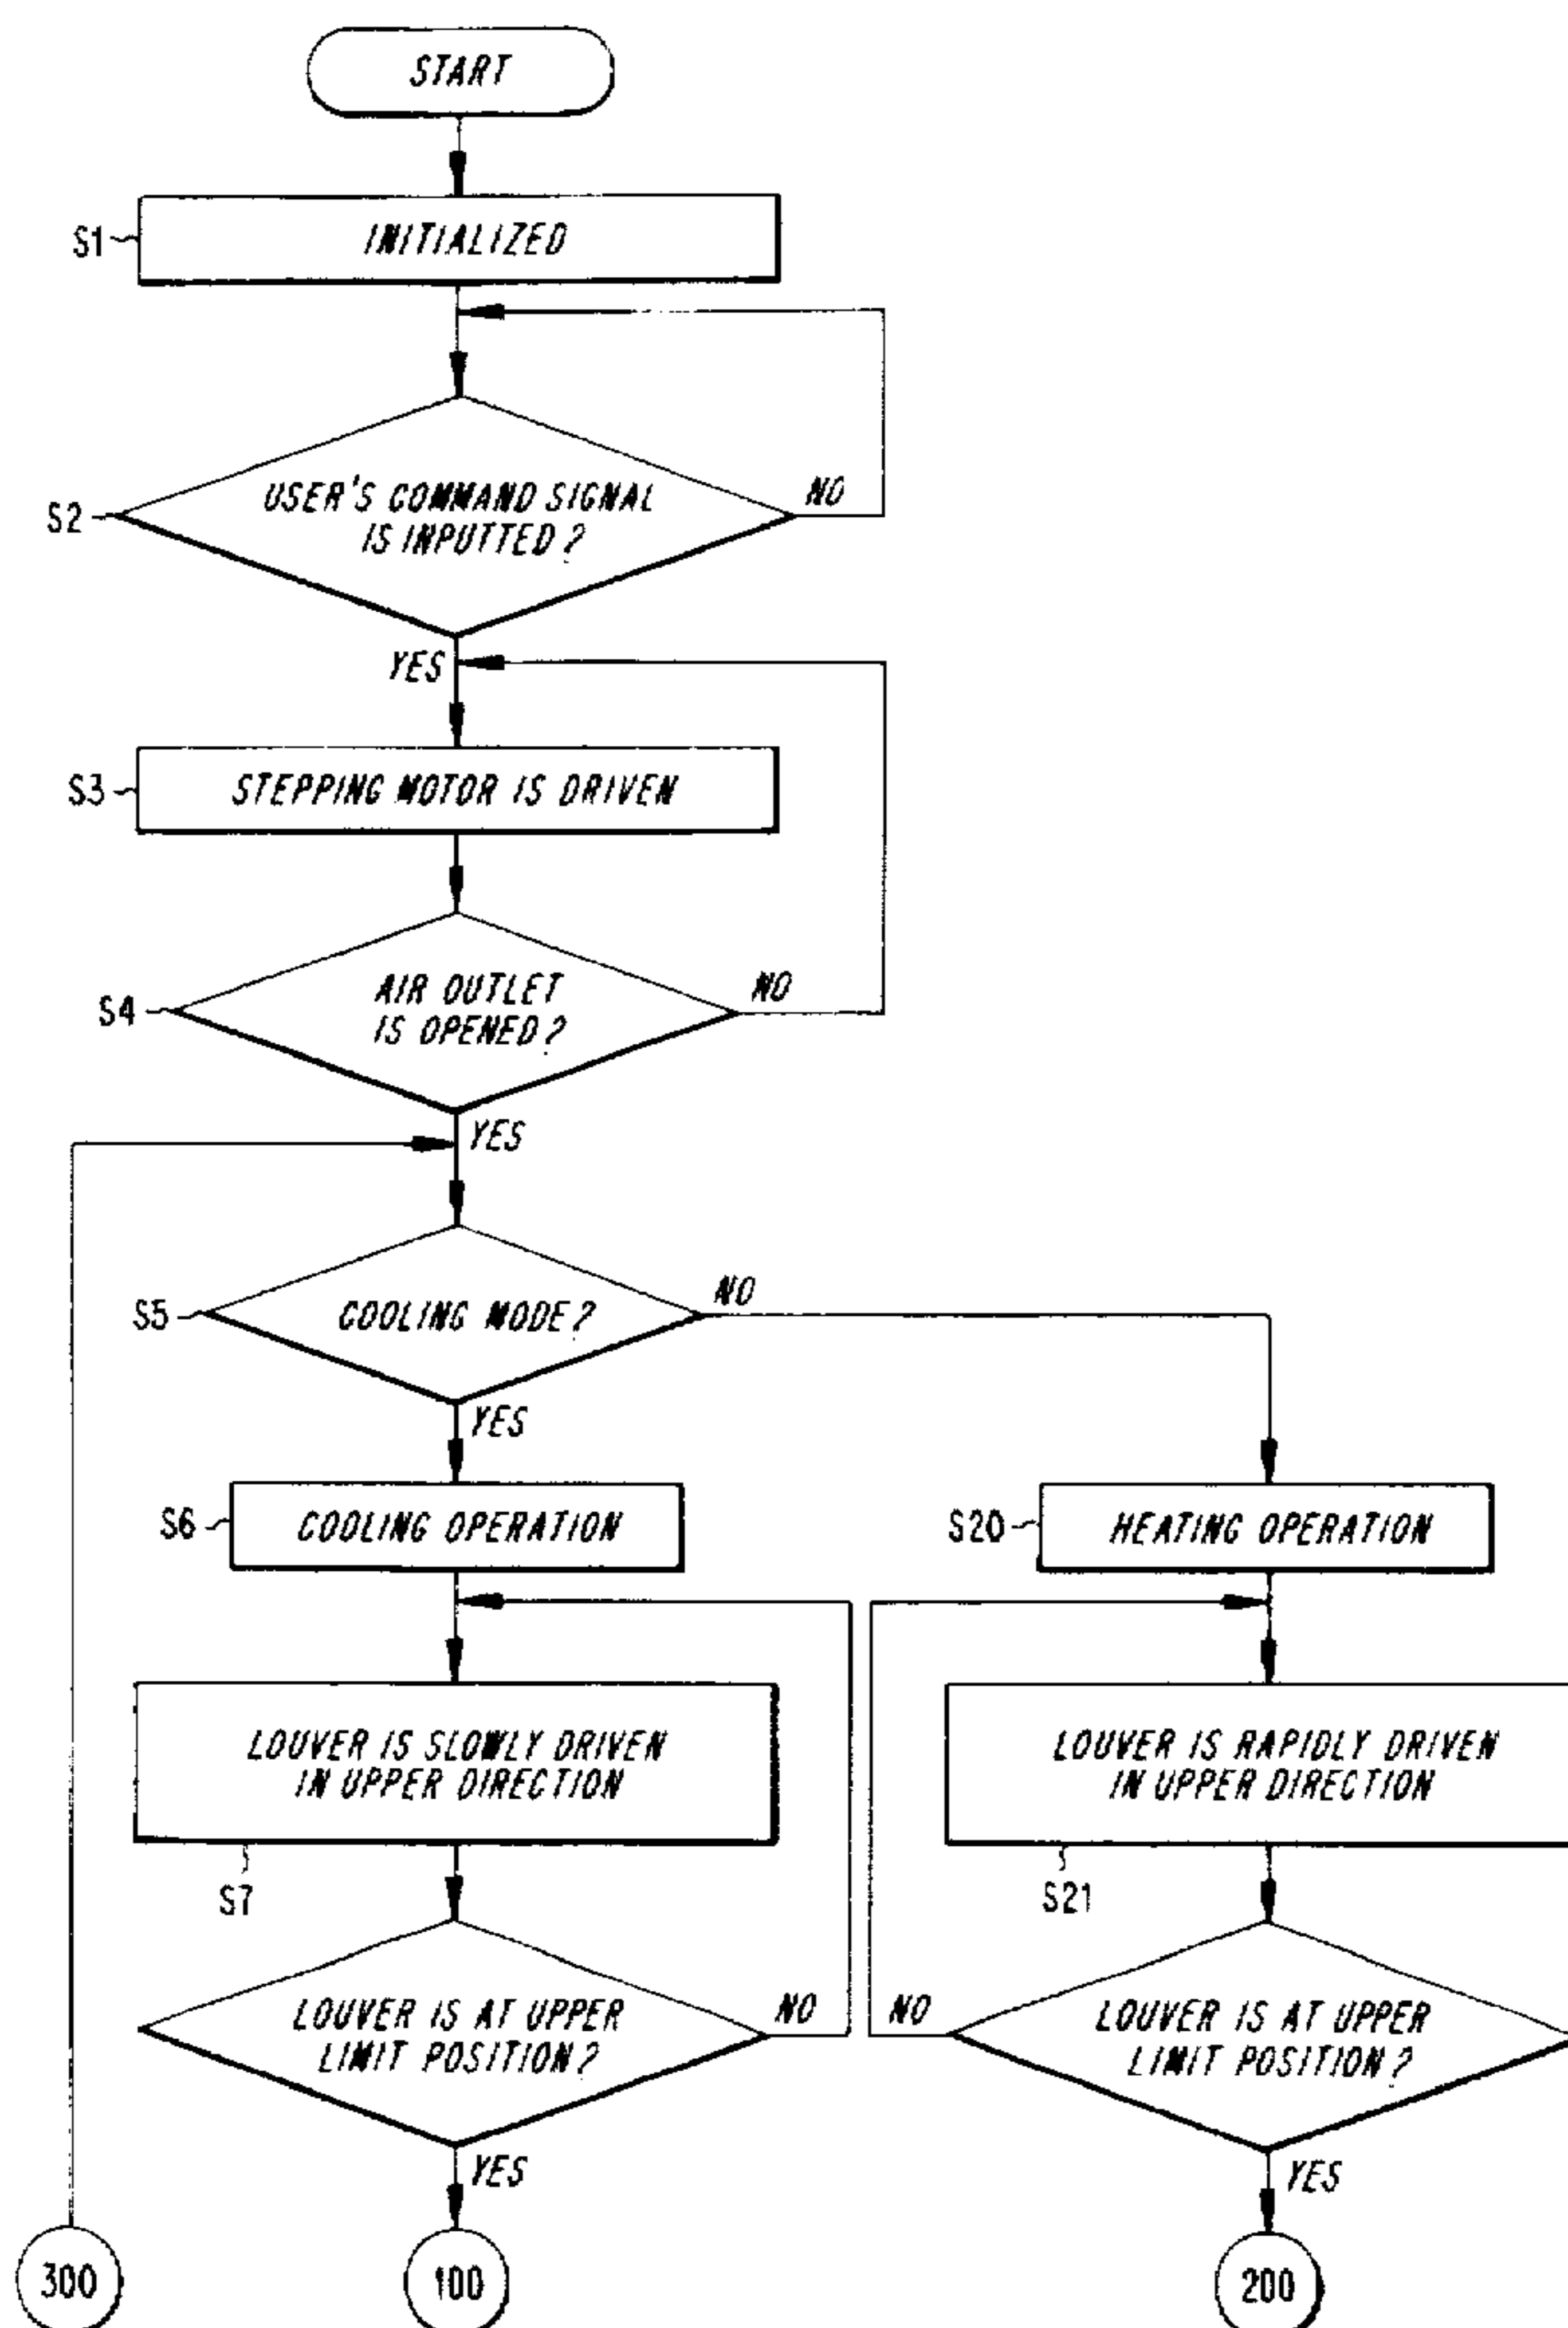 START
S1
INITIALIZED
S2
USER'S COMMAND SIGNAL
IS INPUTTED?
NO
YES
S3
STEPPING MOTOR IS DRIVEN
S4
AIR OUTLET
IS OPENED?
NO
YES
S5
COOLING MODE?
NO
YES
S6
COOLING OPERATION
S20
HEATING OPERATION
LOUVER IS SLOWLY DRIVEN
IN UPPER DIRECTION
S7
LOUVER IS RAPIDLY DRIVEN
IN UPPER DIRECTION
S21
LOUVER IS AT UPPER
LIMIT POSITION?
NO
YES
NO
LOUVER IS AT UPPER
LIMIT POSITION?
YES
300
100
200